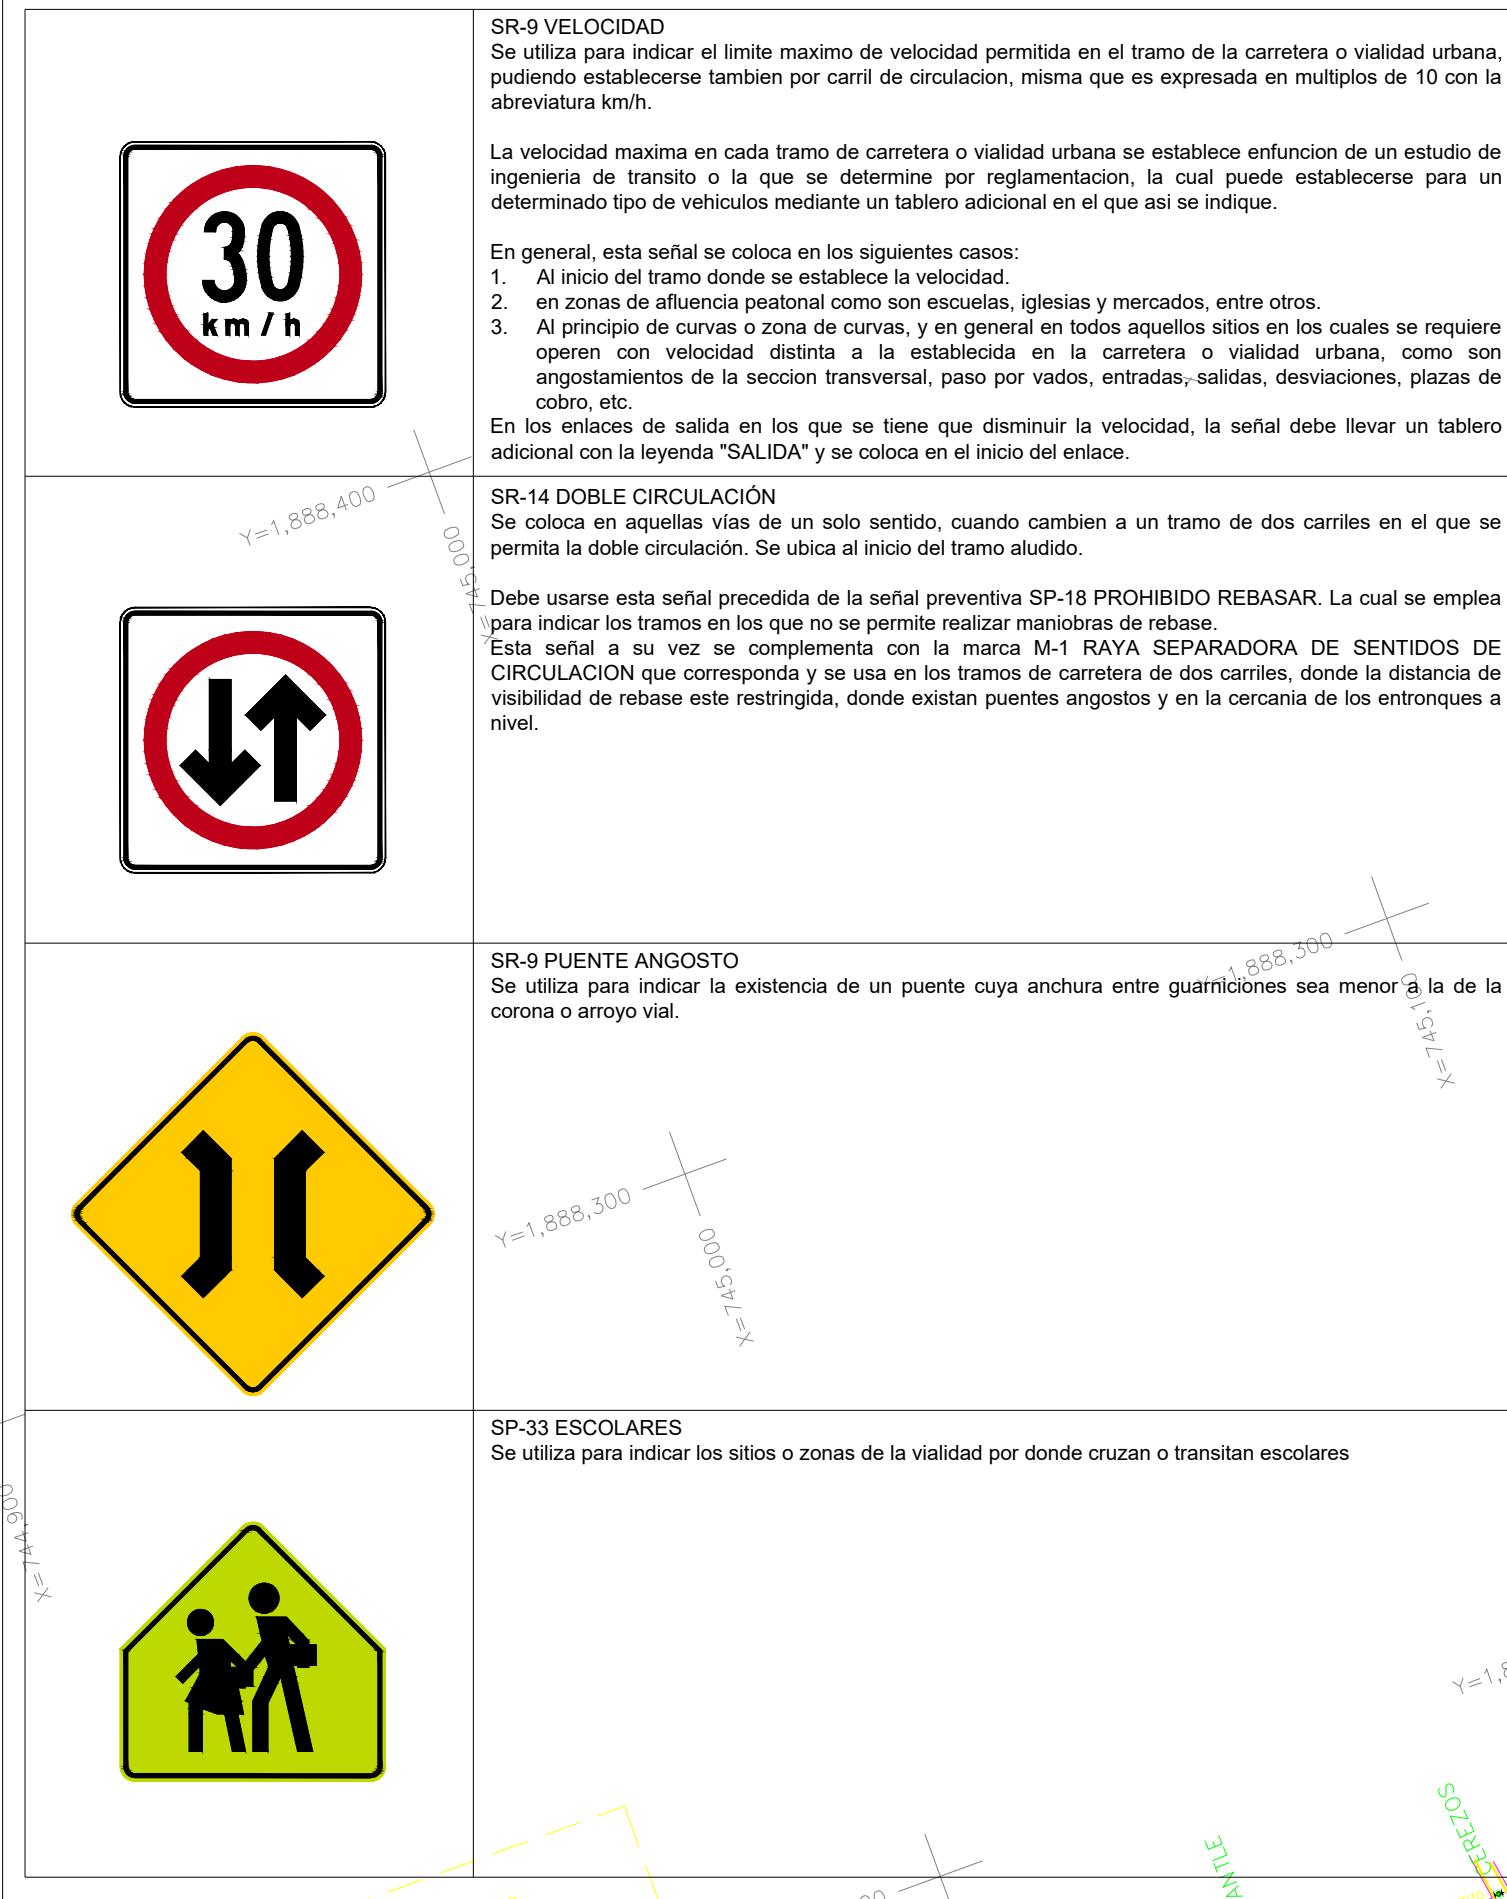 SR-9 VELOCIDAD
Se utiliza para indicar el limite maximo de velocidad permitida en el tramo de la carretera o vialidad urbana,
pudiendo establecerse tambien por carril de circulacion, misma que es expresada en multiplos de 10 con la
abreviatura km/h.
30
km / h
La velocidad maxima en cada tramo de carretera o vialidad urbana se establece enfuncion de un estudio de
ingenieria de transito o la que se determine por reglamentacion, la cual puede establecerse para un
determinado tipo de vehiculos mediante un tablero adicional en el que asi se indique.
En general, esta señal se coloca en los siguientes casos:
1. Al inicio del tramo donde se establece la velocidad.
2. en zonas de afluencia peatonal como son escuelas, iglesias y mercados, entre otros.
3. Al principio de curvas o zona de curvas, y en general en todos aquellos sitios en los cuales se requiere
operen con velocidad distinta a la establecida en la carretera o vialidad urbana, como son
angostamientos de la seccion transversal, paso por vados, entradas, salidas, desviaciones, plazas de
cobro, etc.
En los enlaces de salida en los que se tiene que disminuir la velocidad, la señal debe llevar un tablero
adicional con la leyenda "SALIDA" y se coloca en el inicio del enlace.
Y=1,888,400
X=745,000
SR-14 DOBLE CIRCULACIÓN
Se coloca en aquellas vías de un solo sentido, cuando cambien a un tramo de dos carriles en el que se
permita la doble circulación. Se ubica al inicio del tramo aludido.
Debe usarse esta señal precedida de la señal preventiva SP-18 PROHIBIDO REBASAR. La cual se emplea
para indicar los tramos en los que no se permite realizar maniobras de rebase.
Esta señal a su vez se complementa con la marca M-1 RAYA SEPARADORA DE SENTIDOS DE
CIRCULACION que corresponda y se usa en los tramos de carretera de dos carriles, donde la distancia de
visibilidad de rebase este restringida, donde existan puentes angostos y en la cercania de los entronques a
nivel.
Y=1,888,300
X=745,100
SR-9 PUENTE ANGOSTO
Se utiliza para indicar la existencia de un puente cuya anchura entre guarniciones sea menor a la de la
corona o arroyo vial.
Y=1,888,300
X=745,000
SP-33 ESCOLARES
Se utiliza para indicar los sitios o zonas de la vialidad por donde cruzan o transitan escolares
X=744,900
Y=1,8
CEREZOS
ANTLE